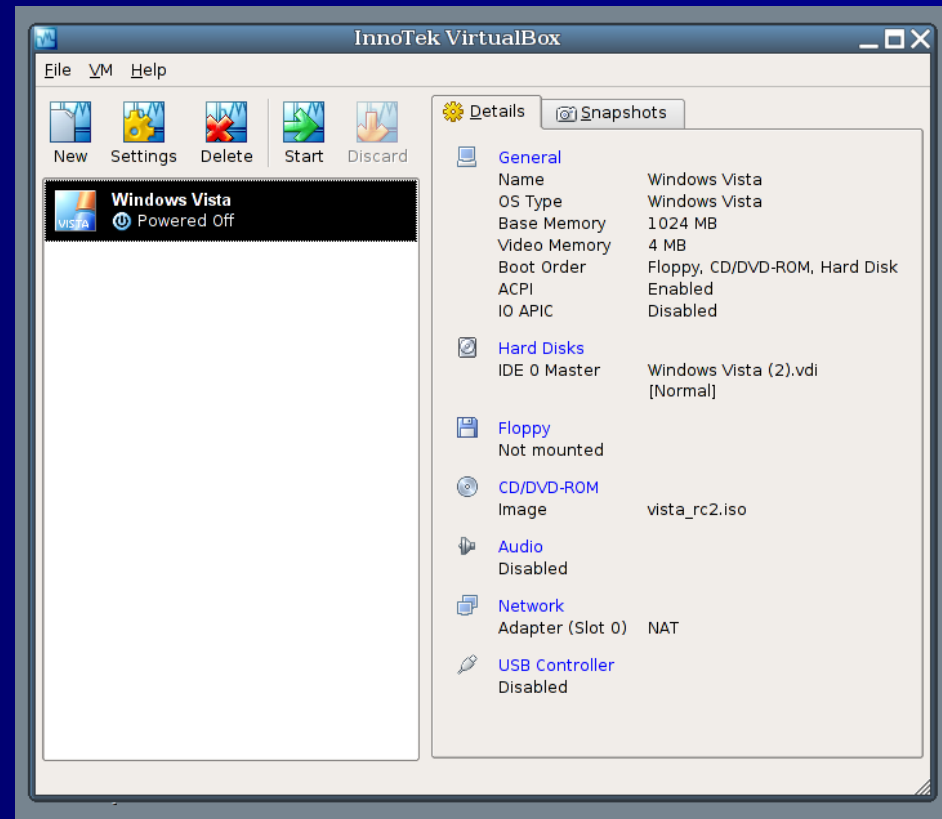 InnoTek VirtualBox
File VM Help
New Settings Delete Start Discard
Windows Vista
VISTA
Powered Off
Details Snapshots
General
Name Windows Vista
OS Type Windows Vista
Base Memory 1024 MB
Video Memory 4 MB
Boot Order Floppy, CD/DVD-ROM, Hard Disk
ACPI Enabled
IO APIC Disabled
Hard Disks
IDE 0 Master Windows Vista (2).vdi
[Normal]
Floppy
Not mounted
CD/DVD-ROM
Image vista_rc2.iso
Audio
Disabled
Network
Adapter (Slot 0) NAT
USB Controller
Disabled